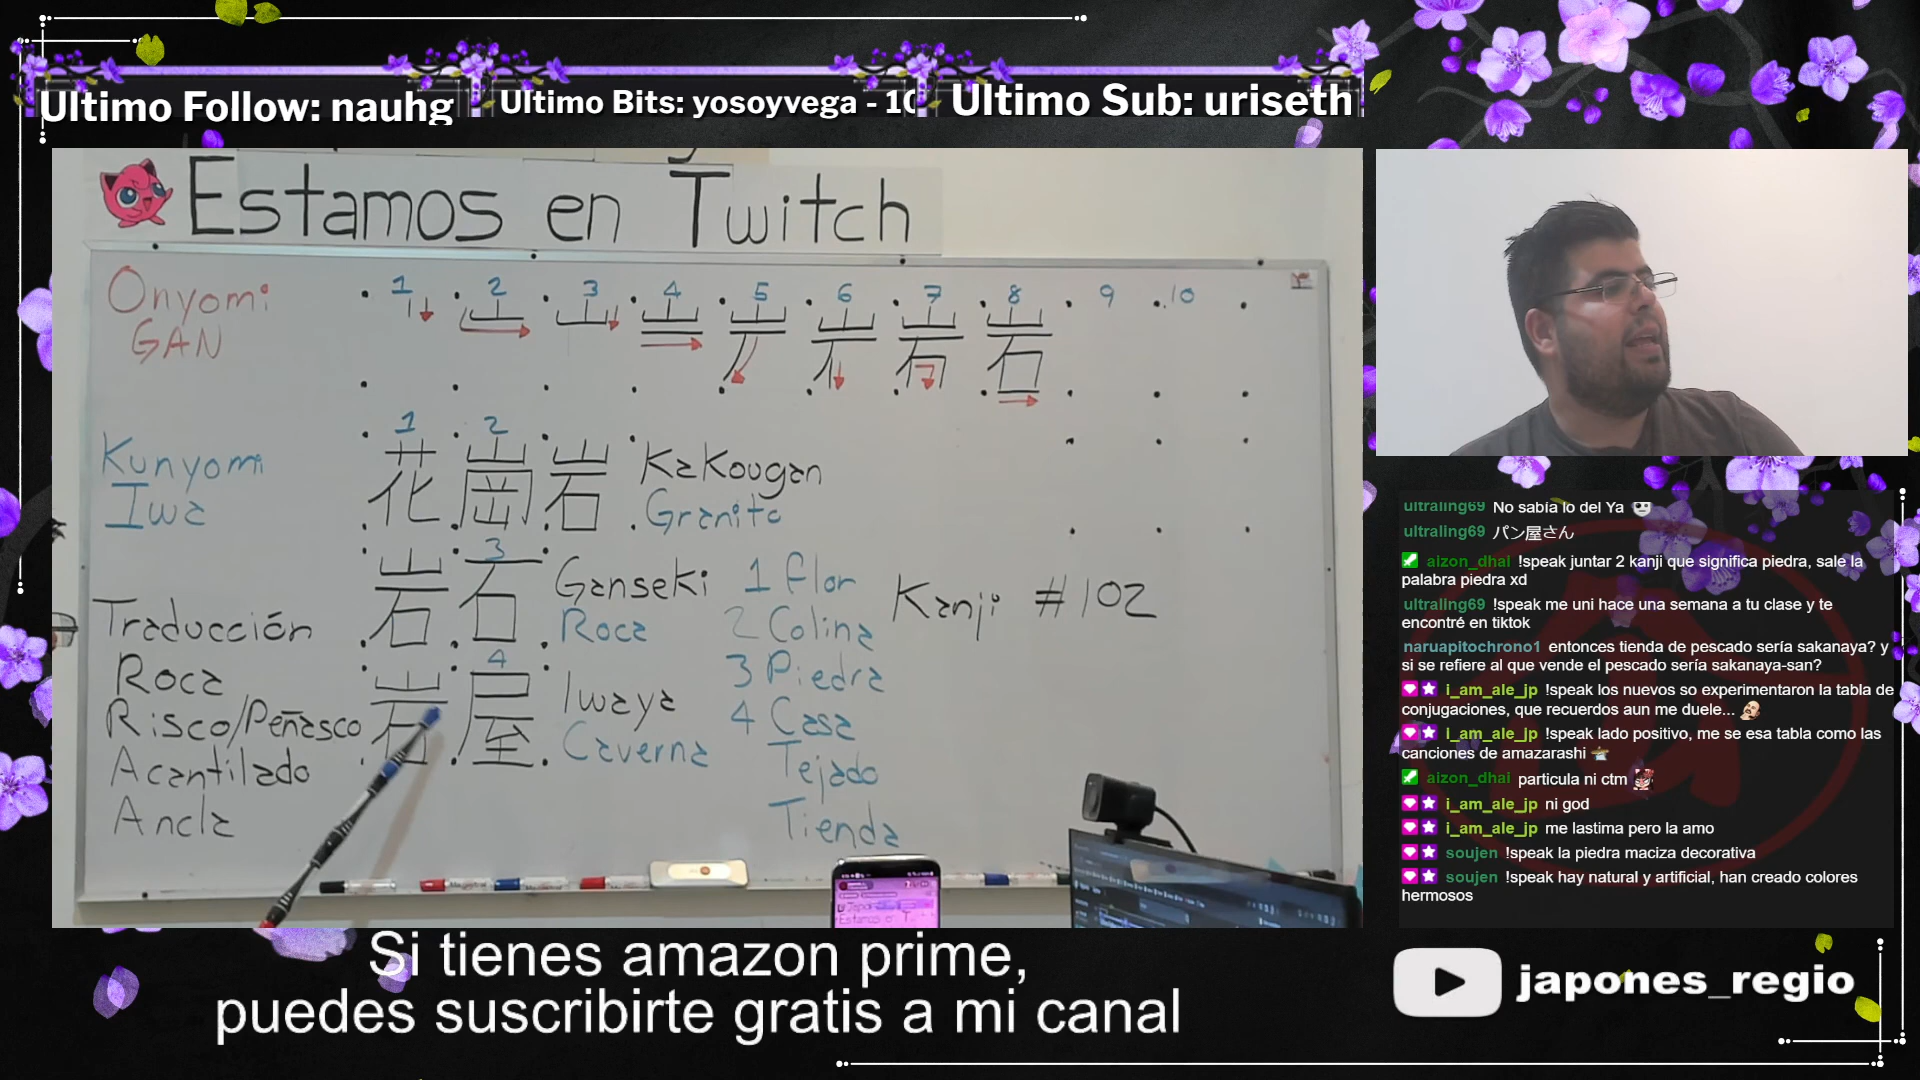 Ultimo Follow: nauhg
Ultimo Bits: yosoyvega - 10
Ultimo Sub: uriseth
Estamos en Twitch
Onyomi
GAN
1 2 3 4 5 6 7 8 9 10
山 岩
Kunyomi
Iwa
1 2
花岡岩 Kakougan
Granito
3
岩石 Ganseki
Roca
4
岩屋 Iwaya
Caverna
1 flor
2 Colina
3 Piedra
4 Casa
Tejado
Tienda
Kanji #102
Traducción
Roca
Risco/Peñasco
Acantilado
Ancla
ultraling69 No sabía lo del Ya
ultraling69 パン屋さん
aizon_dhal !speak juntar 2 kanji que significa piedra, sale la
palabra piedra xd
ultraling69 !speak me uni hace una semana a tu clase y te
encontré en tiktok
naruapitochrono1 entonces tienda de pescado sería sakanaya? y
si se refiere al que vende el pescado sería sakanaya-san?
i_am_ale_jp !speak los nuevos so experimentaron la tabla de
conjugaciones, que recuerdos aun me duele...
i_am_ale_jp !speak lado positivo, me se esa tabla como las
canciones de amazarashi
aizon_dhai particula ni ctm
i_am_ale_jp ni god
i_am_ale_jp me lastima pero la amo
soujen !speak la piedra maciza decorativa
soujen !speak hay natural y artificial, han creado colores
hermosos
Si tienes amazon prime,
puedes suscribirte gratis a mi canal
japones_regio